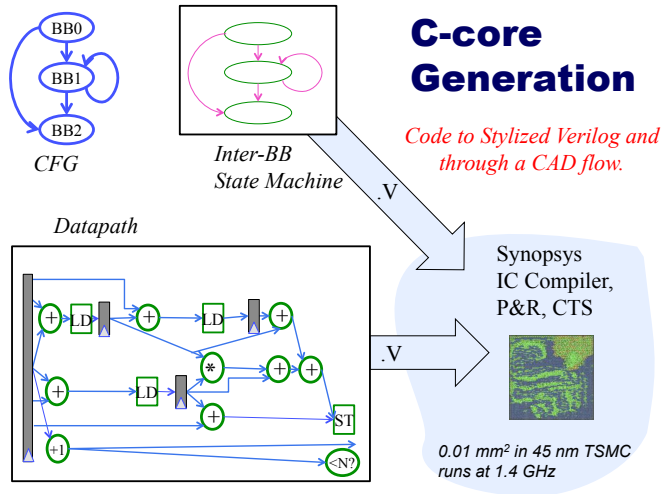 C-core
Generation
Code to Stylized Verilog and
through a CAD flow.
BB0
BB1
BB2
CFG
Inter-BB
State Machine
.V
Datapath
+
LD
+
LD
+
*
+
+
+
LD
+
ST
+1
<N?
.V
Synopsys
IC Compiler,
P&R, CTS
0.01 mm² in 45 nm TSMC
runs at 1.4 GHz